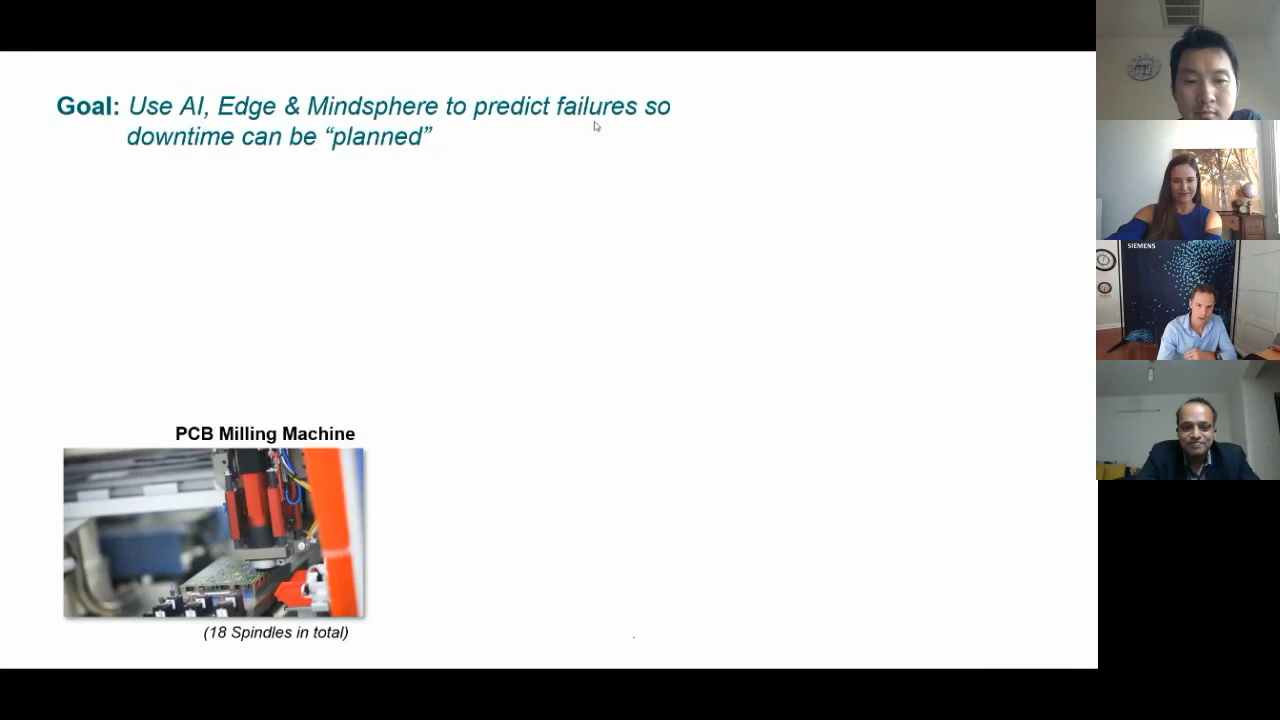 Goal: Use AI, Edge & Mindsphere to predict failures so
downtime can be “planned”
PCB Milling Machine
(18 Spindles in total)
SIEMENS